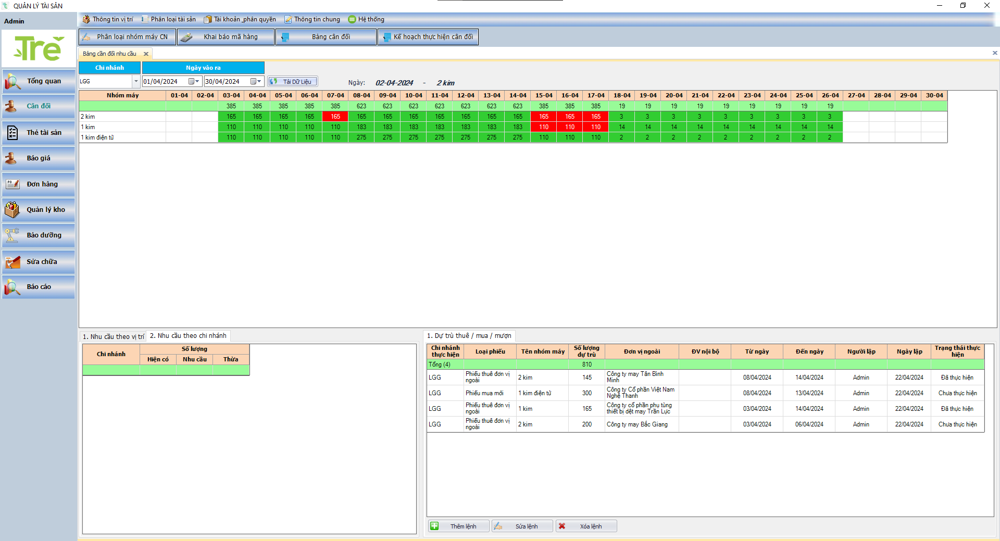 QUẢN LÝ TÀI SẢN
Admin
Thông tin vị trí Phân loại tài sản Tài khoản _phân quyền Thông tin chung Hệ thống
Phân loại nhóm máy CN Khai báo mã hàng Bảng cân đối Kế hoạch thực hiện cân đối
Trẻ
Bảng cần đối nhu cầu
Tổng quan
Cân đối
Thẻ tài sản
Báo giá
Đơn hàng
Quản lý kho
Bảo dưỡng
Sửa chữa
Báo cáo
Chi nhánh Ngày vào ra
LGG 01/04/2024 30/04/2024 Tải Dữ Liệu Ngày: 02-04-2024 - 2 kim
Nhóm máy 01-04 02-04 03-04 04-04 05-04 06-04 07-04 08-04 09-04 10-04 11-04 12-04 13-04 14-04 15-04 16-04 17-04 18-04 19-04 20-04 21-04 22-04 23-04 24-04 25-04 26-04 27-04 28-04 29-04 30-04
385 385 385 385 385 623 623 623 623 623 623 623 385 385 385 19 19 19 19 19 19 19 19 19
2 kim 165 165 165 165 165 165 165 165 165 165 165 165 165 165 165 3 3 3 3 3 3 3 3 3
1 kim 110 110 110 110 110 183 183 183 183 183 183 183 110 110 110 14 14 14 14 14 14 14 14 14
1 kim điện tử 110 110 110 110 110 275 275 275 275 275 275 275 110 110 110 2 2 2 2 2 2 2 2 2
1. Nhu cầu theo vị trí 2. Nhu cầu theo chi nhánh
Chi nhánh Số lượng
Hiện có Nhu cầu Thừa
1. Dự trù thuê / mua / mượn
Chi nhánh thực hiện Loại phiếu Tên nhóm máy Số lượng dự trù Đơn vị ngoài ĐV nội bộ Từ ngày Đến ngày Người lập Ngày lập Trạng thái thực hiện
Tổng (4) 810
LGG Phiếu thuê đơn vị ngoài 2 kim 145 Công ty may Tân Bình Minh 08/04/2024 14/04/2024 Admin 22/04/2024 Đã thực hiện
LGG Phiếu mua mới 1 kim điện tử 300 Công ty Cổ phần Việt Nam Nghệ Thanh 08/04/2024 13/04/2024 Admin 22/04/2024 Chưa thực hiện
LGG Phiếu thuê đơn vị ngoài 1 kim 165 Công ty cổ phần phụ tùng thiết bị dệt may Trần Lực 03/04/2024 14/04/2024 Admin 22/04/2024 Đã thực hiện
LGG Phiếu thuê đơn vị ngoài 2 kim 200 Công ty may Bắc Giang 03/04/2024 06/04/2024 Admin 22/04/2024 Chưa thực hiện
Thêm lệnh Sửa lệnh Xóa lệnh